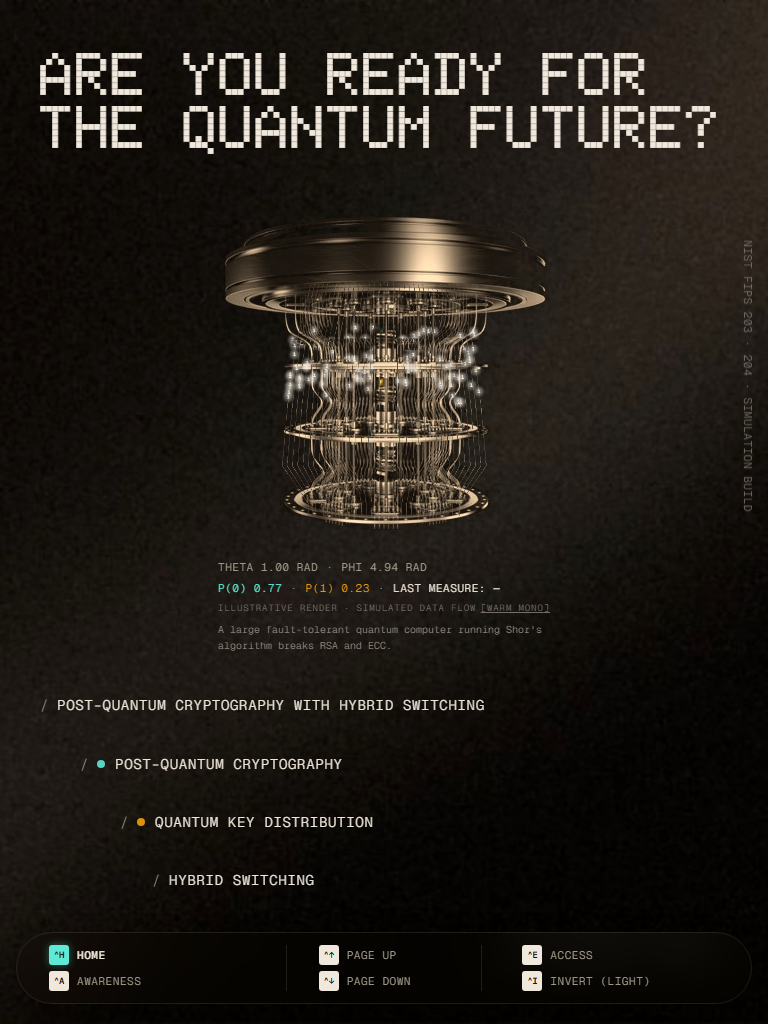 ARE YOU READY FOR
THE QUANTUM FUTURE?
NIST FIPS 203 · 204 · SIMULATION BUILD
THETA 1.00 RAD · PHI 4.94 RAD
P(0) 0.77 · P(1) 0.23 · LAST MEASURE: —
ILLUSTRATIVE RENDER · SIMULATED DATA FLOW [WARM MONO]
A large fault-tolerant quantum computer running Shor's
algorithm breaks RSA and ECC.
/ POST-QUANTUM CRYPTOGRAPHY WITH HYBRID SWITCHING
/ POST-QUANTUM CRYPTOGRAPHY
/ QUANTUM KEY DISTRIBUTION
/ HYBRID SWITCHING
^H HOME
^A AWARENESS
^↑ PAGE UP
^↓ PAGE DOWN
^E ACCESS
^I INVERT (LIGHT)